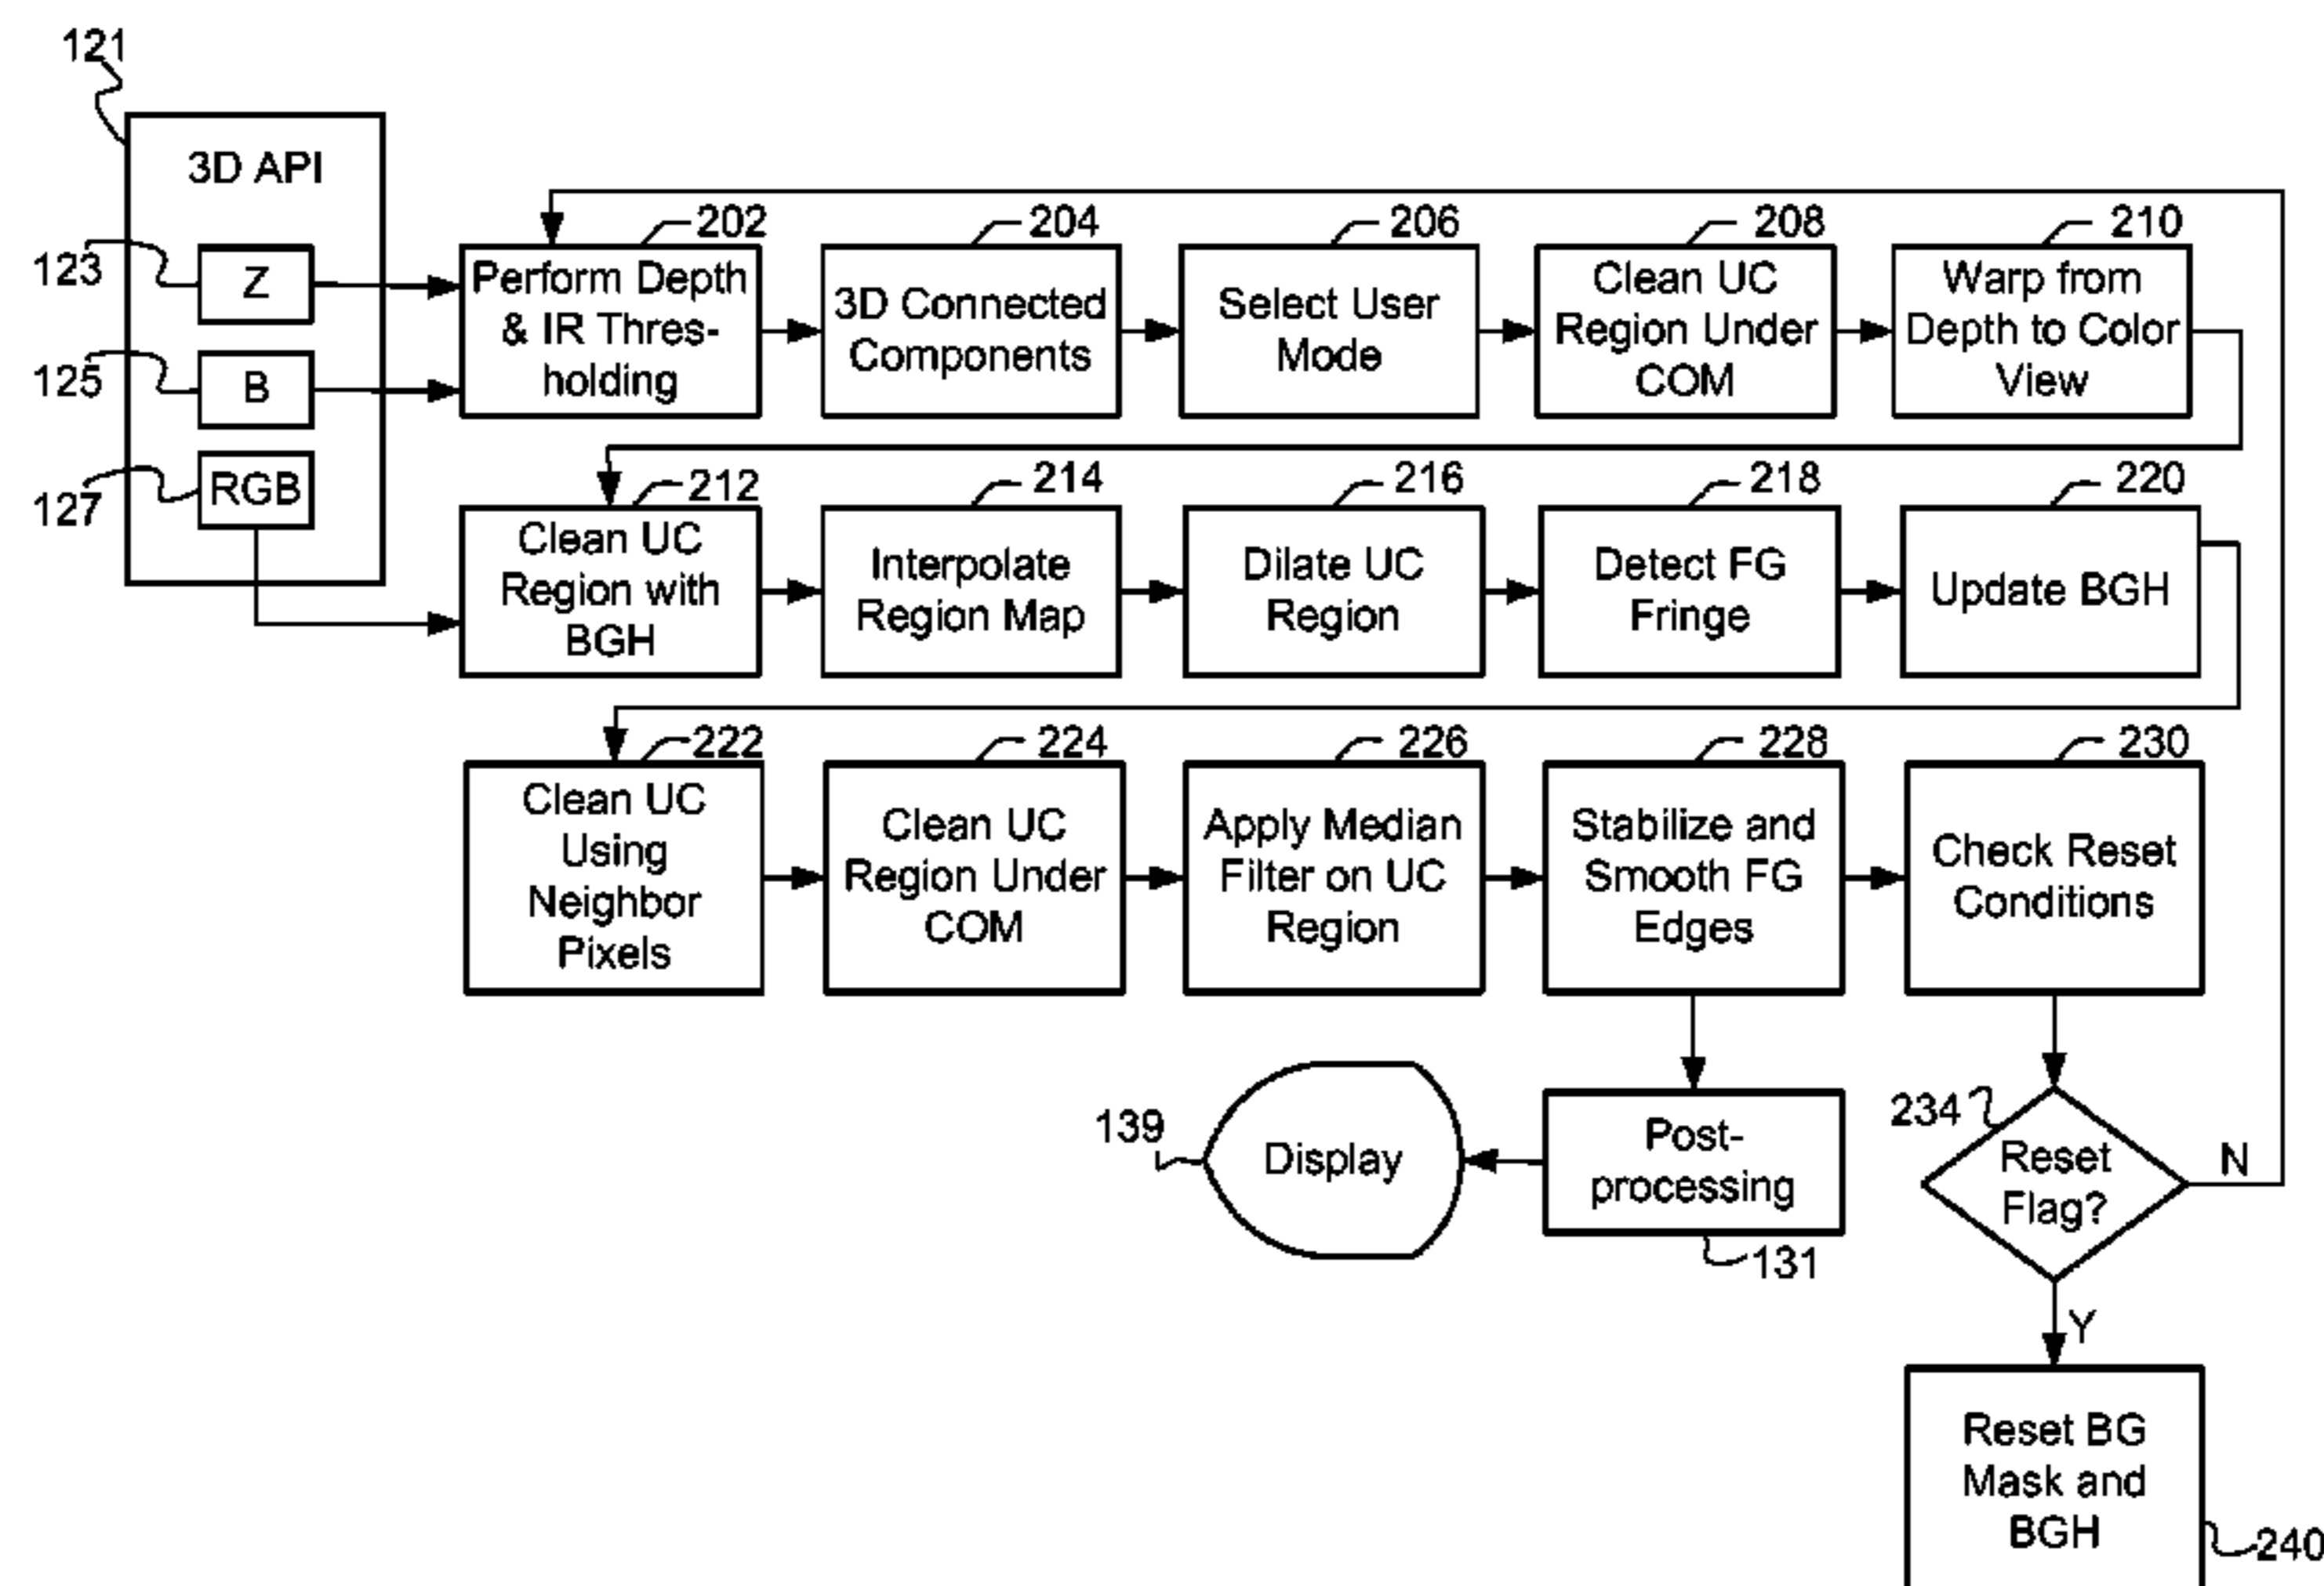 121
3D API
123
Z
125
B
127
RGB
202
Perform Depth
& IR Thres-
holding
204
3D Connected
Components
206
Select User
Mode
208
Clean UC
Region Under
COM
210
Warp from
Depth to Color
View
212
Clean UC
Region with
BGH
214
Interpolate
Region Map
216
Dilate UC
Region
218
Detect FG
Fringe
220
Update BGH
222
Clean UC
Using
Neighbor
Pixels
224
Clean UC
Region Under
COM
226
Apply Median
Filter on UC
Region
228
Stabilize and
Smooth FG
Edges
230
Check Reset
Conditions
139
Display
Post-
processing
131
234
Reset
Flag?
N
Y
Reset BG
Mask and
BGH
240